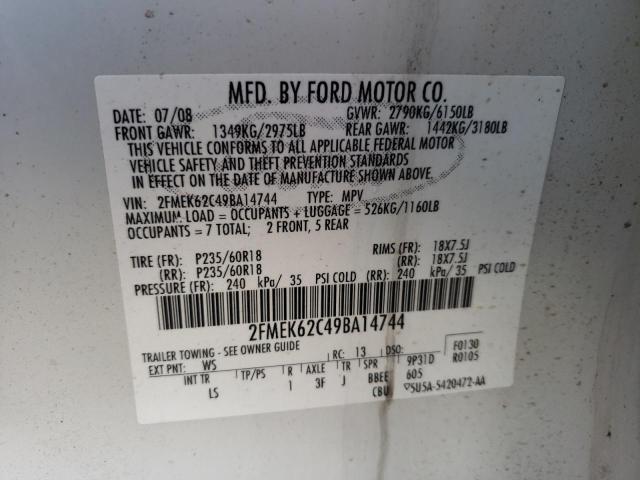 MFD. BY FORD MOTOR CO.
DATE: 07/08 GVWR: 2790KG/6150LB
FRONT GAWR: 1349KG/2975LB REAR GAWR: 1442KG/3180LB
THIS VEHICLE CONFORMS TO ALL APPLICABLE FEDERAL MOTOR
VEHICLE SAFETY AND THEFT PREVENTION STANDARDS
IN EFFECT ON THE DATE OF MANUFACTURE SHOWN ABOVE.
VIN: 2FMEK62C49BA14744 TYPE: MPV
MAXIMUM LOAD = OCCUPANTS + LUGGAGE = 526KG/1160LB
OCCUPANTS = 7 TOTAL; 2 FRONT, 5 REAR
TIRE (FR): P235/60R18 RIMS (FR): 18X7.5J
(RR): P235/60R18 (RR): 18X7.5J
PRESSURE (FR): 240 kPa/ 35 PSI COLD (RR): 240 kPa/ 35 PSI COLD
2FMEK62C49BA14744
TRAILER TOWING - SEE OWNER GUIDE
F0130
EXT PNT: WS RC: 13 DSO: R0105
INT TR TP/PS R AXLE TR SPR 9P31D
LS 1 3F J BBEE 605
CBU 5U5A-5420472-AA